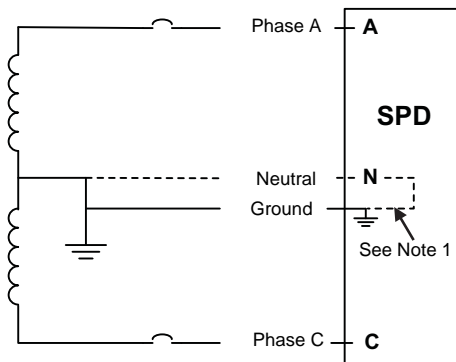 Phase A A
SPD
Neutral N
Ground
See Note 1
Phase C C